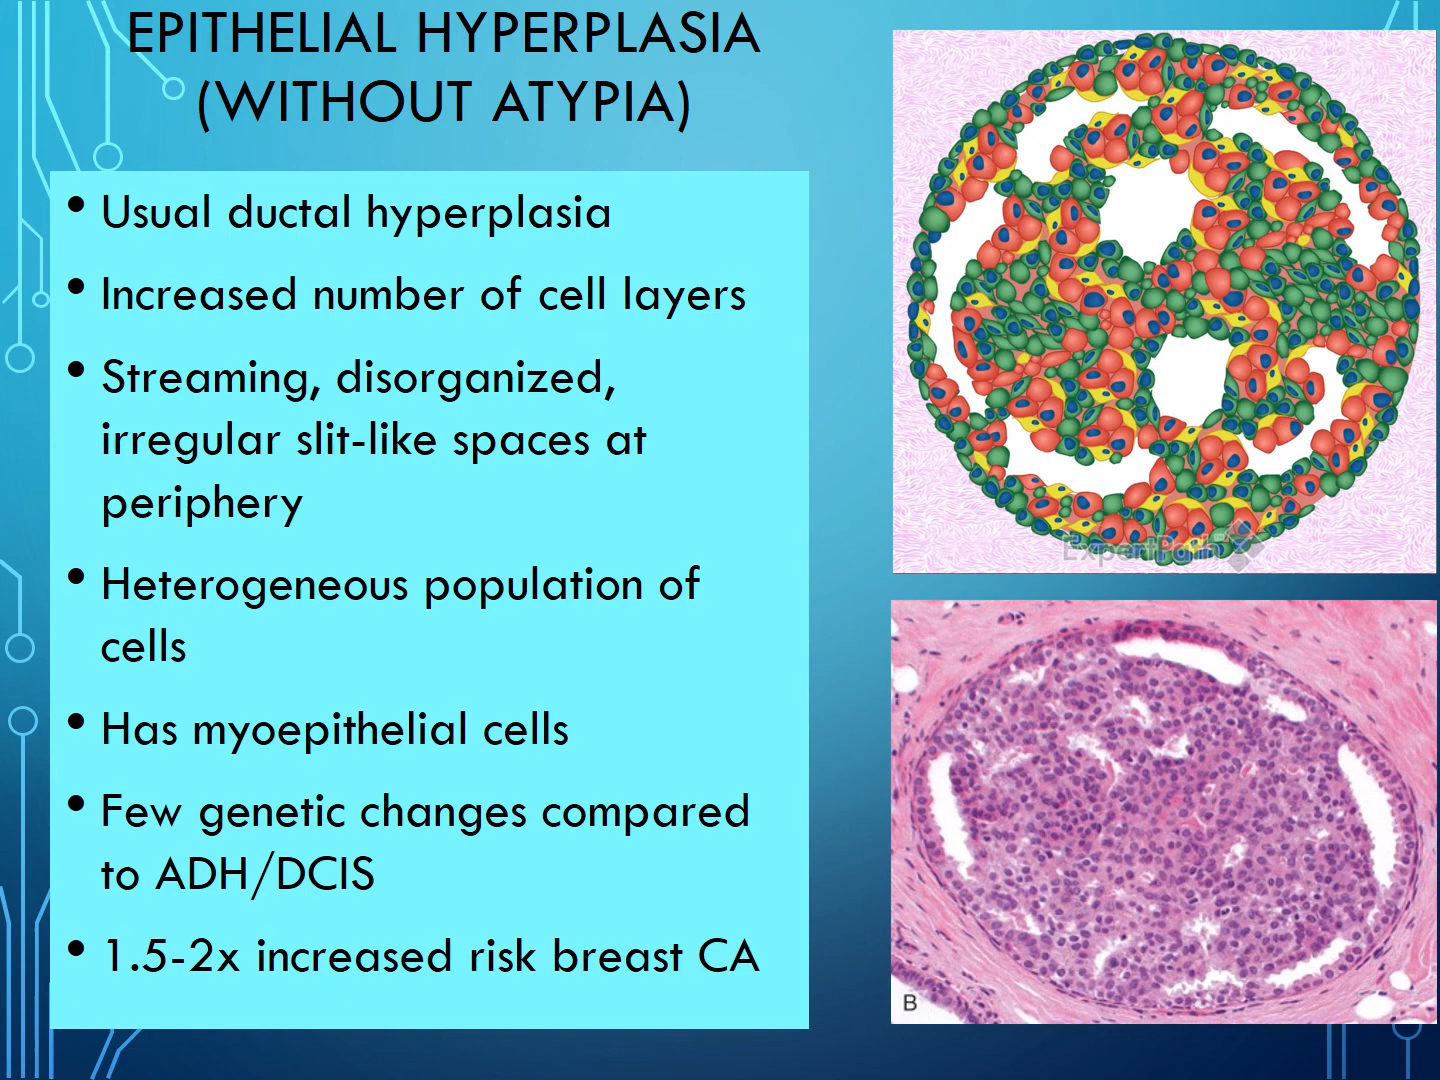 EPITHELIAL HYPERPLASIA
(WITHOUT ATYPIA)
• Usual ductal hyperplasia
• Increased number of cell layers
• Streaming, disorganized,
irregular slit-like spaces at
periphery
• Heterogeneous population of
cells
• Has myoepithelial cells
• Few genetic changes compared
to ADH/DCIS
• 1.5-2x increased risk breast CA
ExpertPath
B